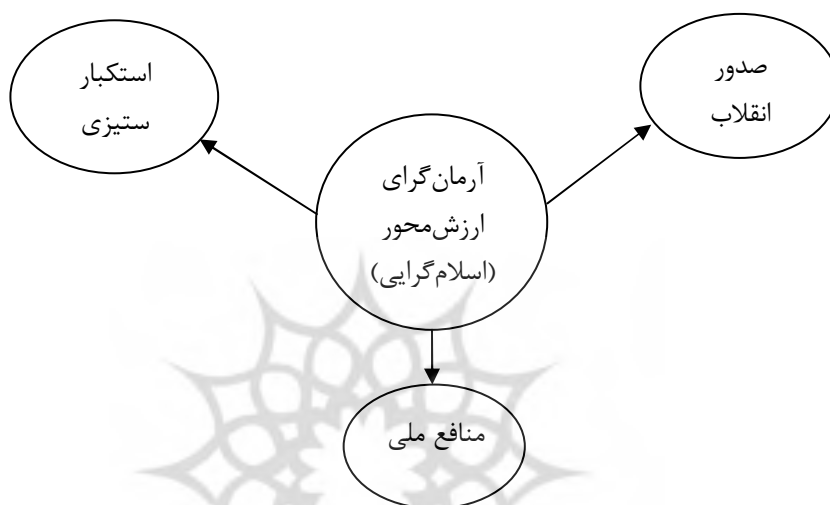 صدور
انقلاب
استکبار
ستیزی
آرمان‌گرای
ارزش‌محور
(اسلام‌گرایی)
منافع ملی